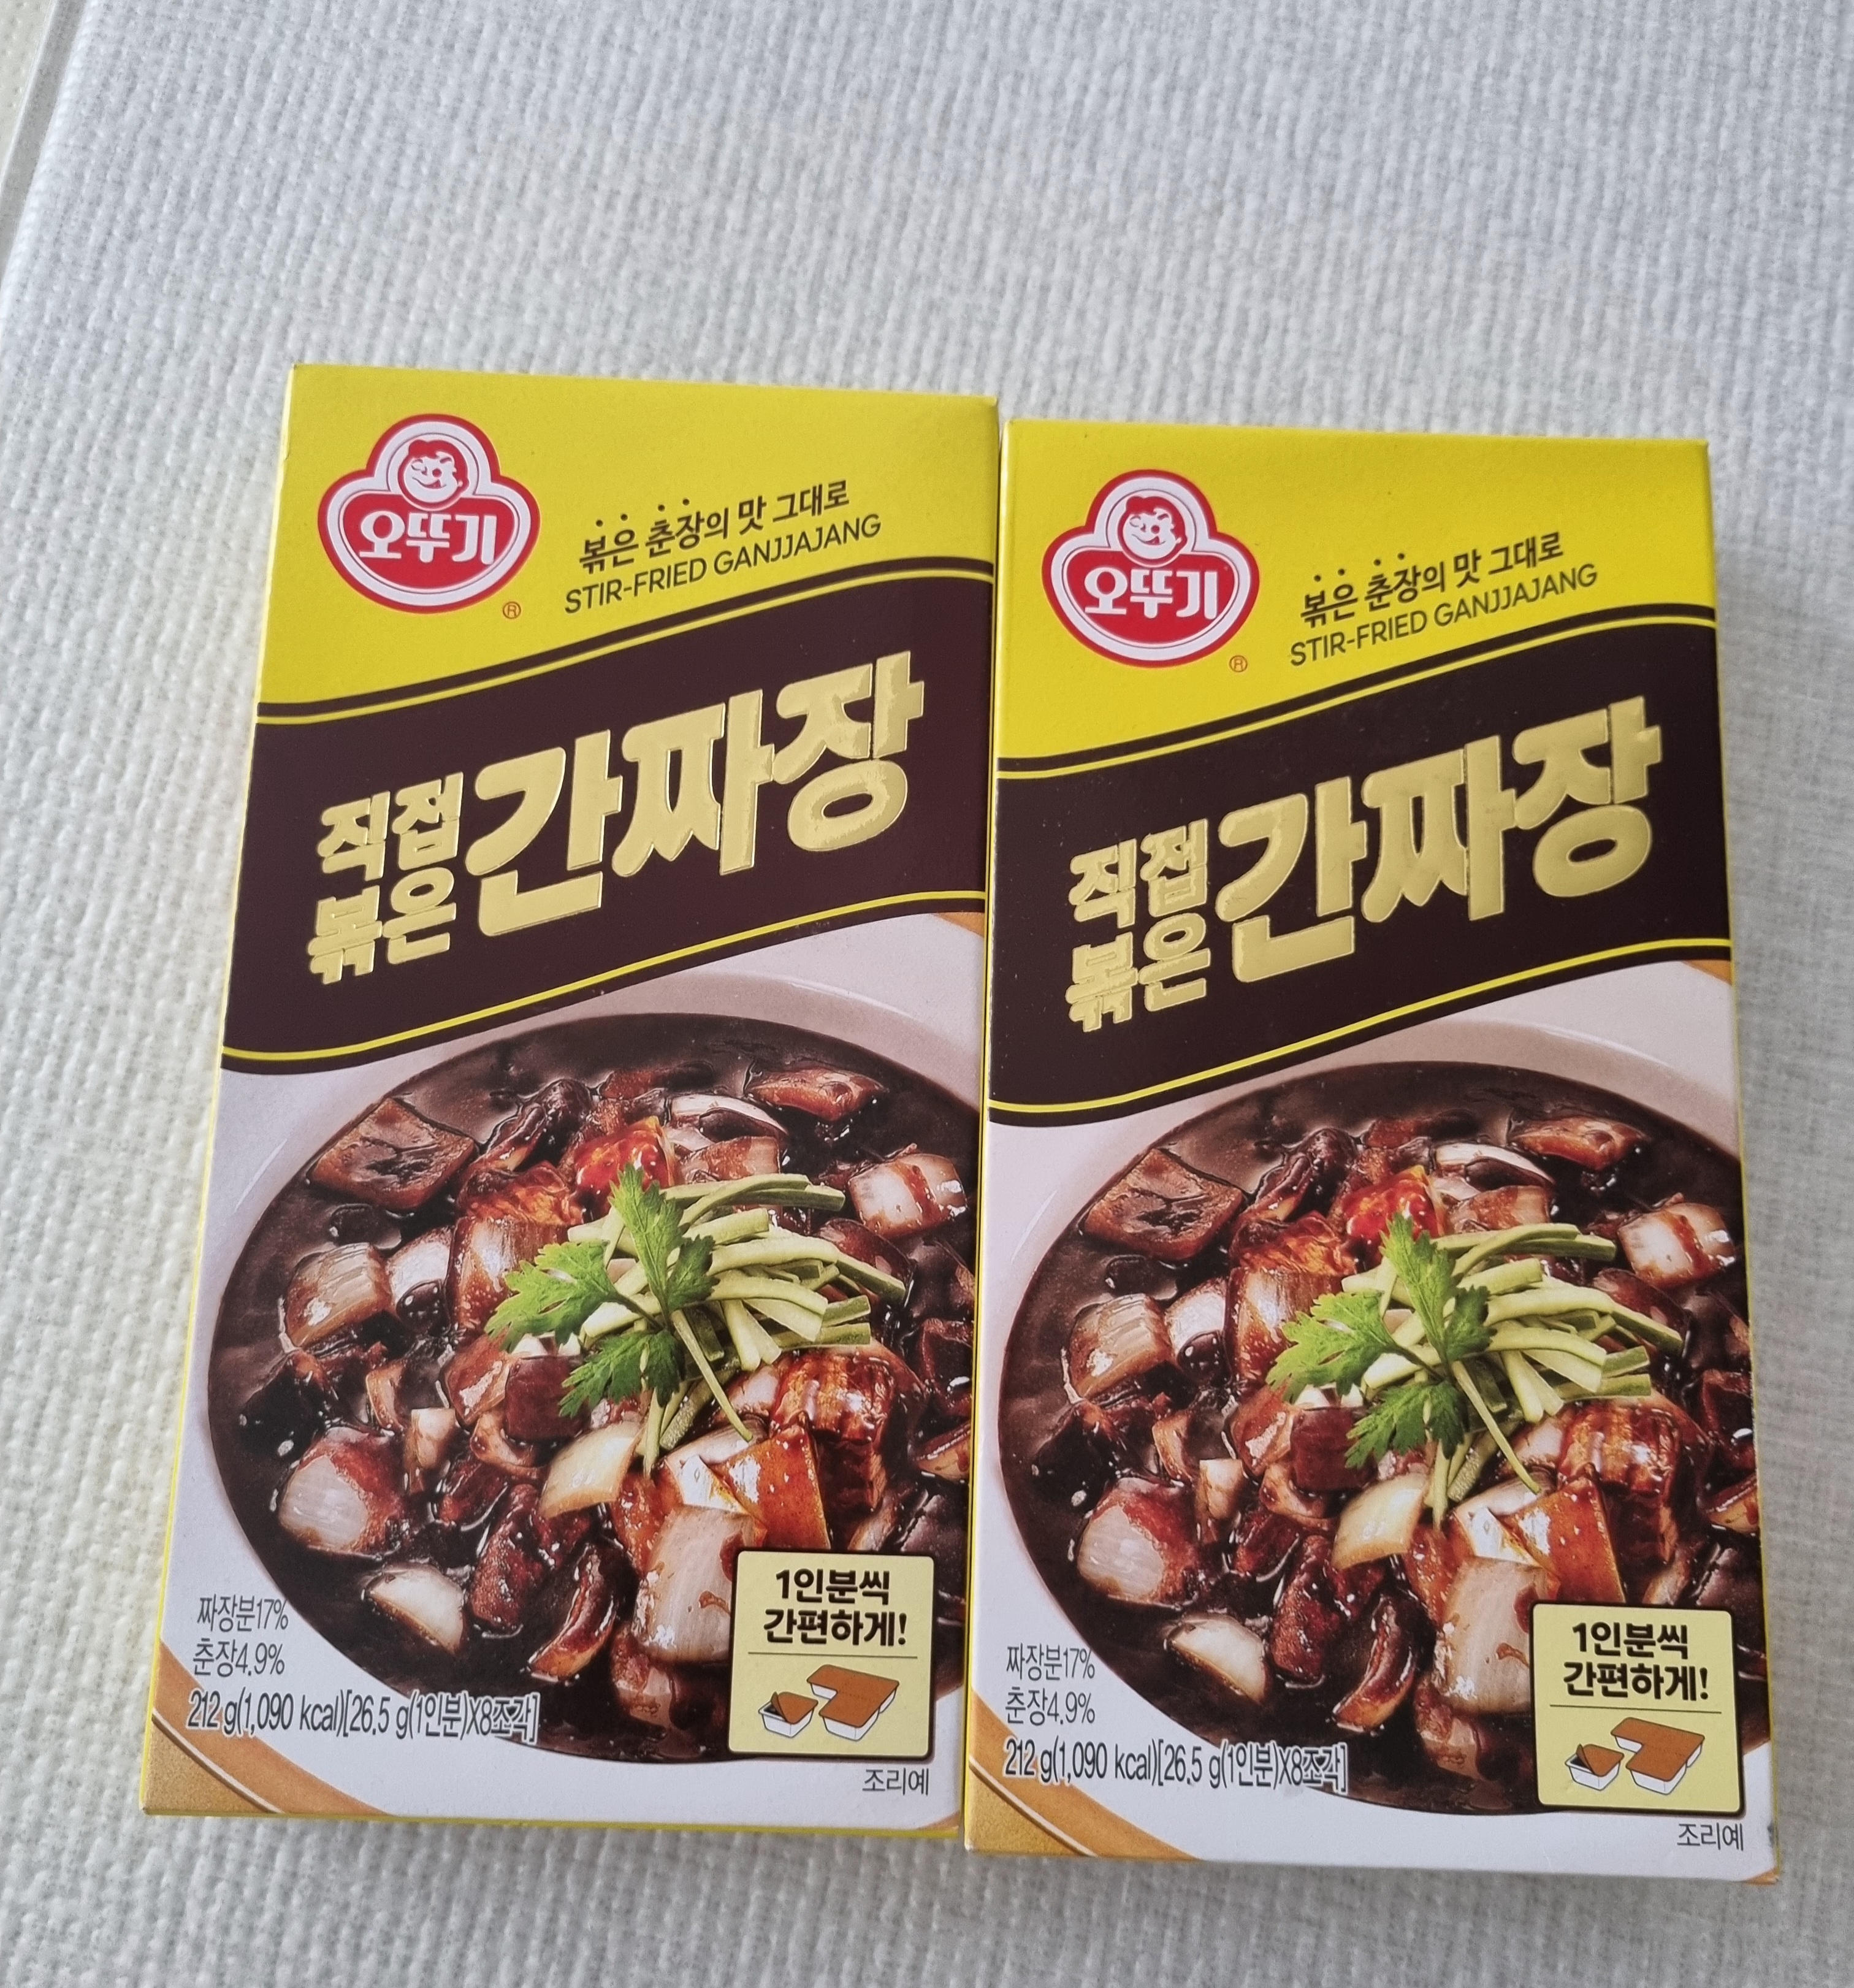 오뚜기
®
볶은 춘장의 맛 그대로
STIR-FRIED GANJJAJANG
직접
볶은 간짜장
1인분씩
간편하게!
짜장분17%
춘장4.9%
212 g(1,090 kcal)[26.5 g(1인분)X8조각]
조리예
오뚜기
®
볶은 춘장의 맛 그대로
STIR-FRIED GANJJAJANG
직접
볶은 간짜장
1인분씩
간편하게!
짜장분17%
춘장4.9%
212 g(1,090 kcal)[26.5 g(1인분)X8조각]
조리예